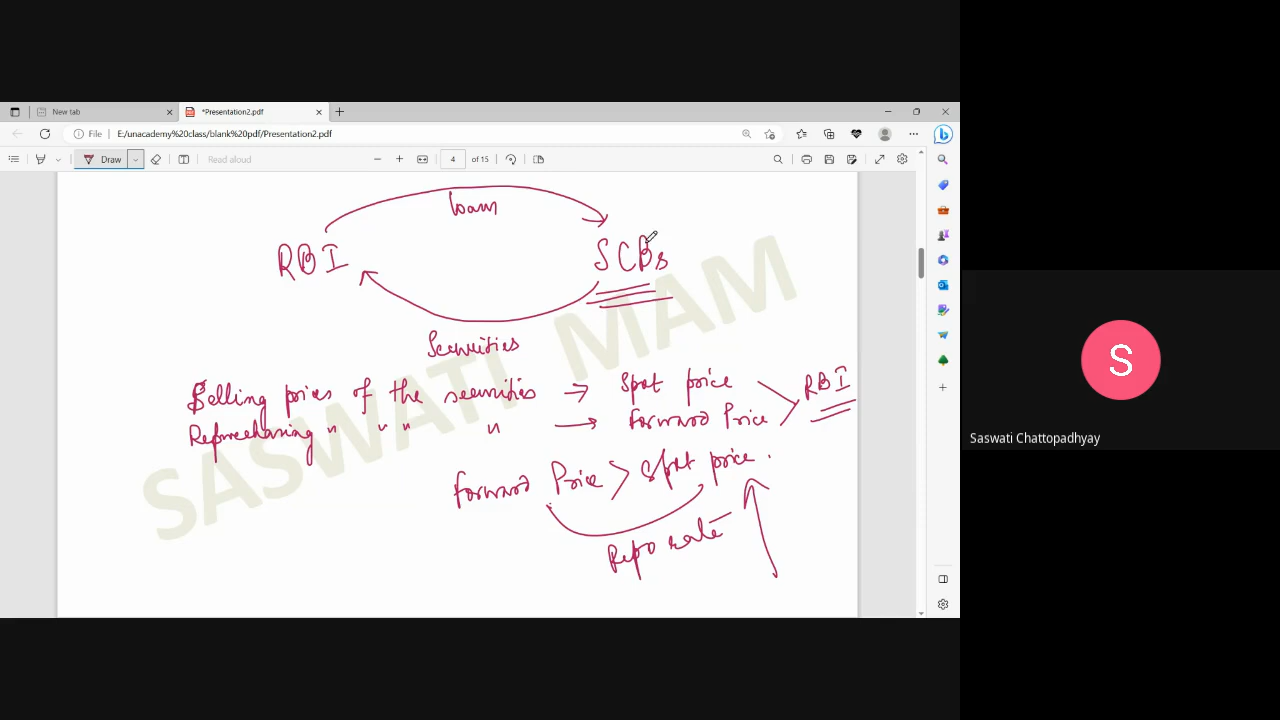 New tab
*Presentation2.pdf
File E:/unacademy%20class/blank%20pdf/Presentation2.pdf
Draw Read aloud 4 of 15
loan
RBI SCBs
Securities
Selling prices of the securities → Spot price RBI
Repurchasing " " " " → Forward Price
Forward Price > Spot price.
Repo rate
SASWATI MAM
S
Saswati Chattopadhyay